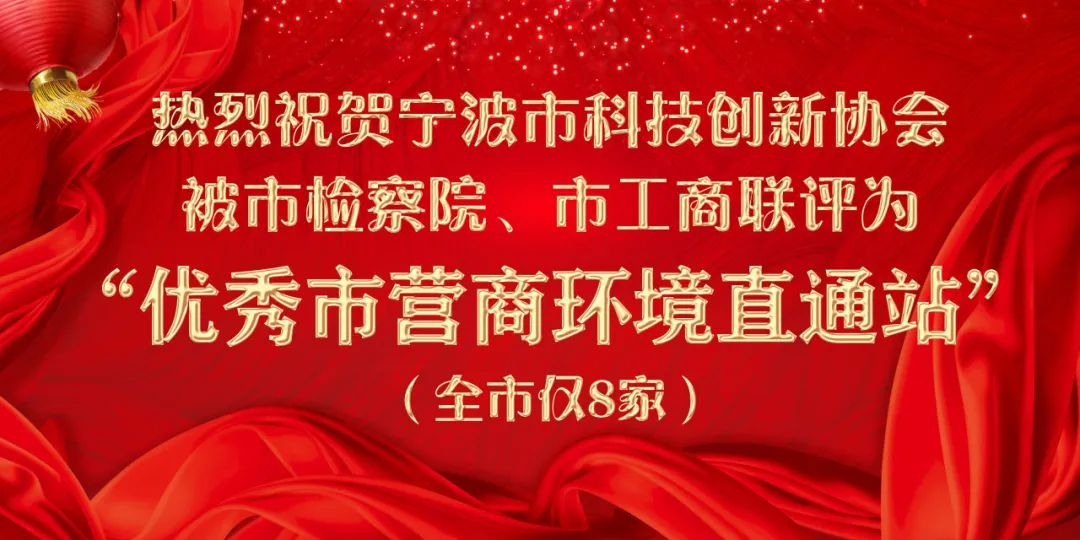 热烈祝贺宁波市科技创新协会
被市检察院、市工商联评为
“优秀市营商环境直通站”
（全市仅8家）